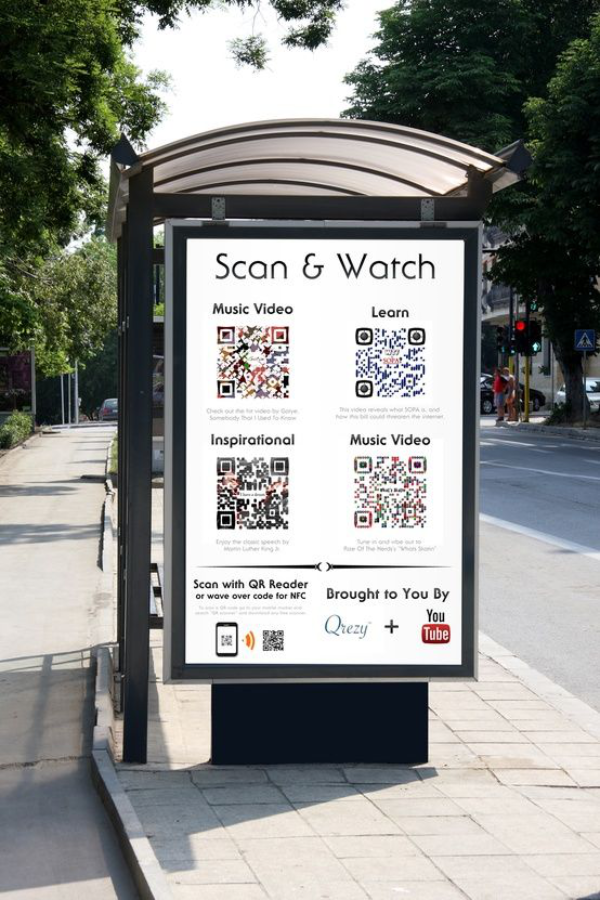 Scan & Watch
Music Video
Learn
Check out the hit video by Gotye,
Somebody That I Used To Know
This video reveals what SOPA is, and
how this bill could threaten the internet.
Inspirational
Music Video
Enjoy the classic speech by
Martin Luther King Jr.
Tune in and vibe out to
Rize Of The Nerdy's "Whats Skatin"
Scan with QR Reader
or wave over code for NFC
Brought to You By
Qrezy
+
You
Tube